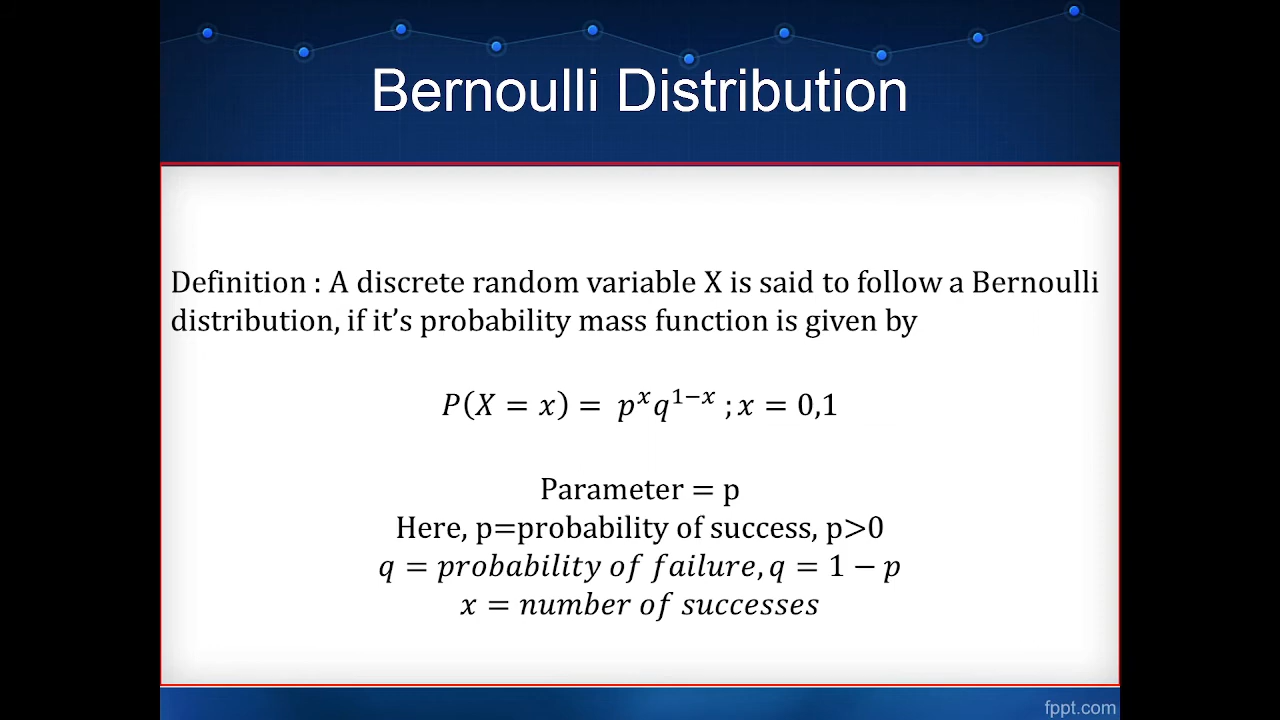 Bernoulli Distribution
Definition : A discrete random variable X is said to follow a Bernoulli
distribution, if it’s probability mass function is given by
𝑃(𝑋 = 𝑥) = 𝑝ˣ𝑞¹⁻ˣ ; 𝑥 = 0,1
Parameter = p
Here, p=probability of success, p>0
𝑞 = 𝑝𝑟𝑜𝑏𝑎𝑏𝑖𝑙𝑖𝑡𝑦 𝑜𝑓 𝑓𝑎𝑖𝑙𝑢𝑟𝑒, 𝑞 = 1 − 𝑝
𝑥 = 𝑛𝑢𝑚𝑏𝑒𝑟 𝑜𝑓 𝑠𝑢𝑐𝑐𝑒𝑠𝑠𝑒𝑠
fppt.com